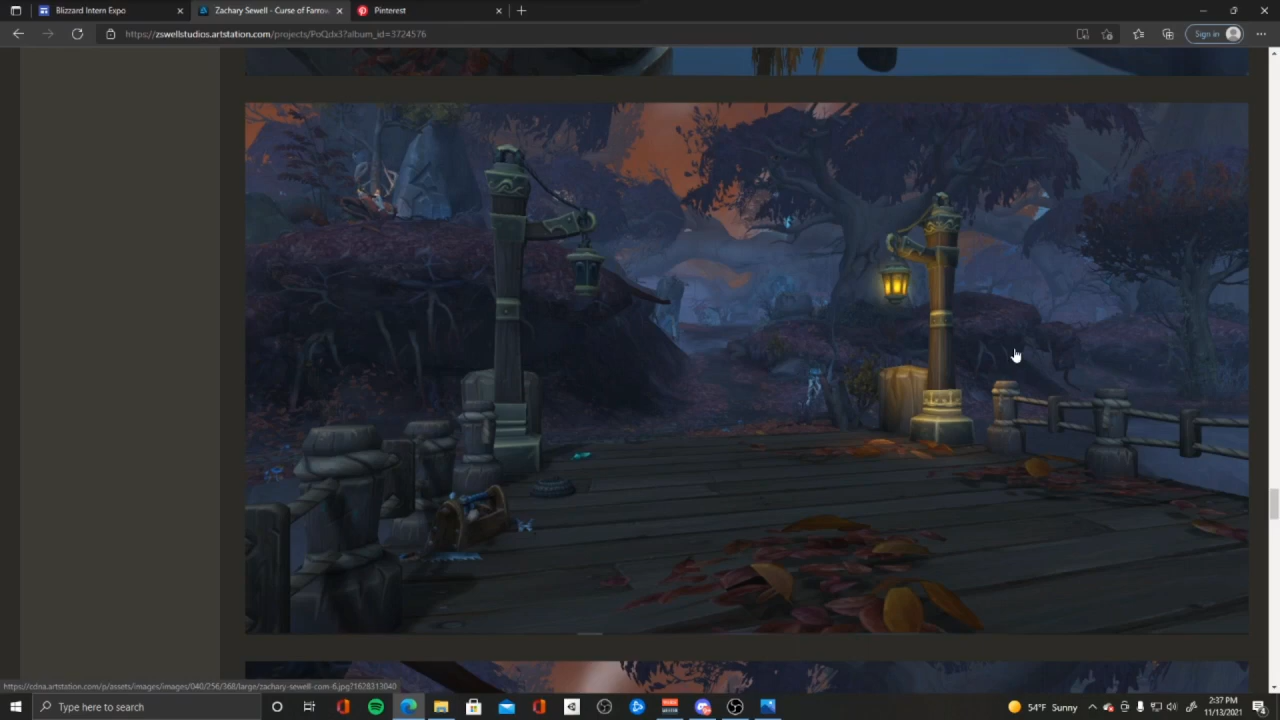 Blizzard Intern Expo
Zachary Sewell - Curse of Farrow
Pinterest
https://zswellstudios.artstation.com/projects/PoQdx3?album_id=3724576
Sign in
https://cdna.artstation.com/p/assets/images/images/040/256/368/large/zachary-sewell-com-6.jpg?1628313040
Type here to search
54°F Sunny
2:37 PM
11/13/2021